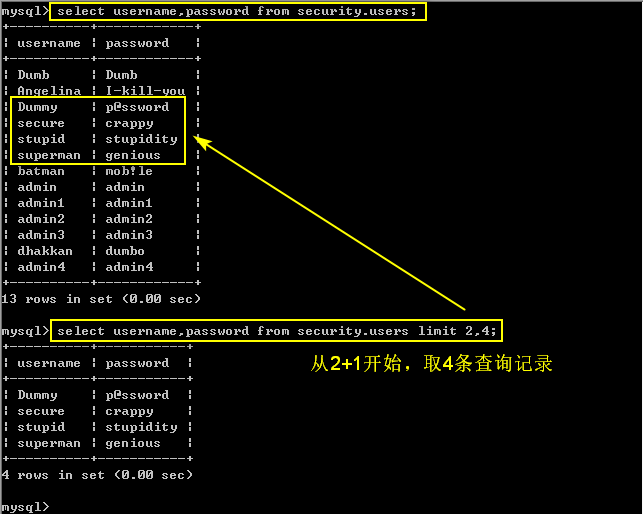 mysql> select username,password from security.users;
+-----------+------------+
| username | password |
+-----------+------------+
| Dumb | Dumb |
| Angelina | I-kill-you |
| Dummy | p@ssword |
| secure | crappy |
| stupid | stupidity |
| superman | genious |
| batman | mob!le |
| admin | admin |
| admin1 | admin1 |
| admin2 | admin2 |
| admin3 | admin3 |
| dhakkan | dumbo |
| admin4 | admin4 |
+-----------+------------+
13 rows in set (0.00 sec)
mysql> select username,password from security.users limit 2,4;
+-----------+-----------+
| username | password |
+-----------+-----------+
| Dummy | p@ssword |
| secure | crappy |
| stupid | stupidity |
| superman | genious |
+-----------+-----------+
4 rows in set (0.00 sec)
mysql>
从2+1开始，取4条查询记录